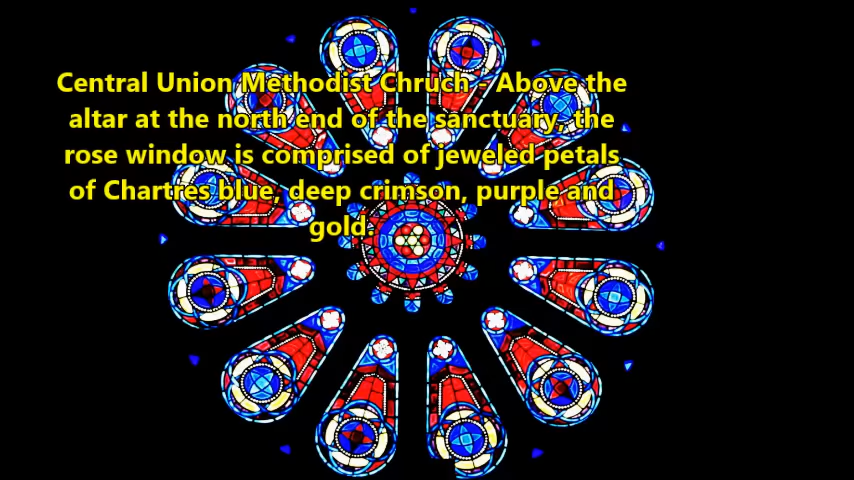 Central Union Methodist Chruch - Above the
altar at the north end of the sanctuary, the
rose window is comprised of jeweled petals
of Chartres blue, deep crimson, purple and
gold.